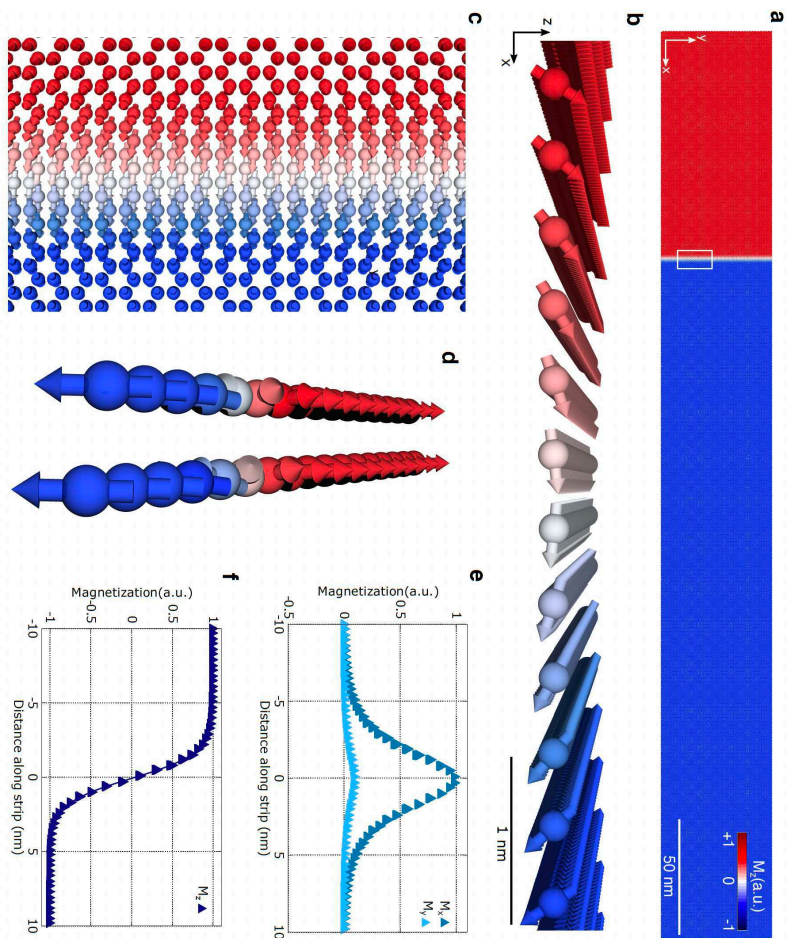 a
y
x
M_z(a.u.)
+1
0
-1
50 nm
b
z
x
1 nm
c
d
e
Magnetization(a.u.)
1
0.5
0
-0.5
-10
-5
0
5
10
Distance along strip (nm)
M_x
M_y
f
Magnetization(a.u.)
1
0.5
0
-0.5
-1
-10
-5
0
5
10
Distance along strip (nm)
M_z